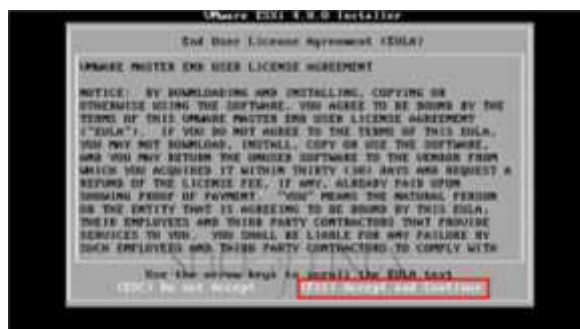 VMware ESXi 4.0.0 Installer
End User License Agreement (EULA)
VMWARE MASTER END USER LICENSE AGREEMENT
NOTICE: BY DOWNLOADING AND INSTALLING, COPYING OR
OTHERWISE USING THE SOFTWARE, YOU AGREE TO BE BOUND BY THE
TERMS OF THIS VMWARE MASTER END USER LICENSE AGREEMENT
("EULA"). IF YOU DO NOT AGREE TO THE TERMS OF THIS EULA,
YOU MAY NOT DOWNLOAD, INSTALL, COPY OR USE THE SOFTWARE,
AND YOU MAY RETURN THE UNUSED SOFTWARE TO THE VENDOR FROM
WHICH YOU ACQUIRED IT WITHIN THIRTY (30) DAYS AND REQUEST A
REFUND OF THE LICENSE FEE, IF ANY, ALREADY PAID UPON
SHOWING PROOF OF PAYMENT. "YOU" MEANS THE NATURAL PERSON
OR THE ENTITY THAT IS AGREEING TO BE BOUND BY THIS EULA,
THEIR EMPLOYEES AND THIRD PARTY CONTRACTORS THAT PROVIDE
SERVICES TO YOU. YOU SHALL BE LIABLE FOR ANY FAILURE BY
SUCH EMPLOYEES AND THIRD PARTY CONTRACTORS TO COMPLY WITH
Use the arrow keys to scroll the EULA text
(ESC) Do not Accept (F11) Accept and Continue